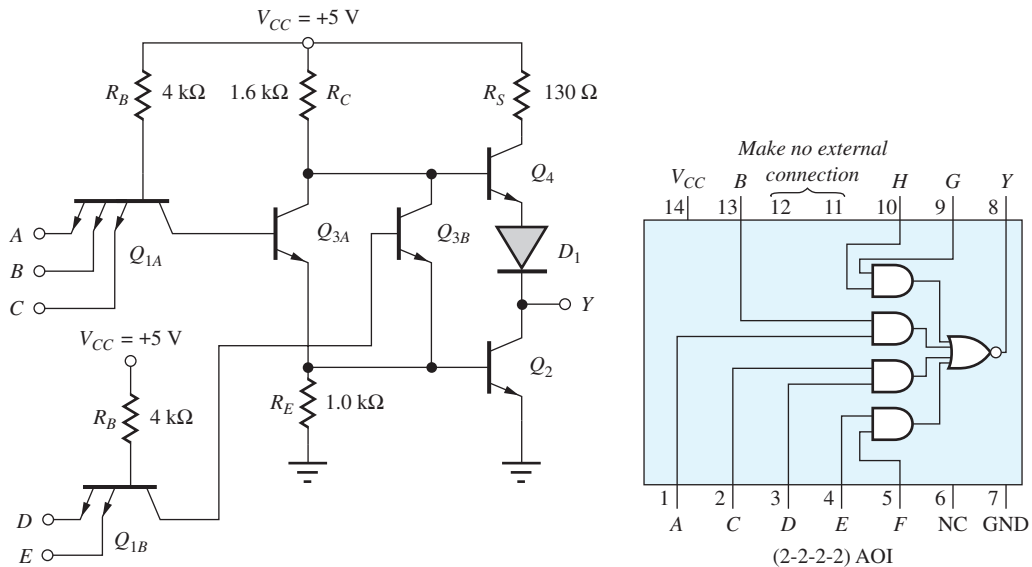 V_CC = +5 V
R_B 4 kΩ 1.6 kΩ R_C R_S 130 Ω
Q_4
A
B
C
Q_1A
Q_3A
Q_3B
D_1
Y
V_CC = +5 V
Q_2
R_B 4 kΩ
R_E 1.0 kΩ
D
E
Q_1B
Make no external
connection
V_CC B H G Y
14 13 12 11 10 9 8
1 2 3 4 5 6 7
A C D E F NC GND
(2-2-2-2) AOI